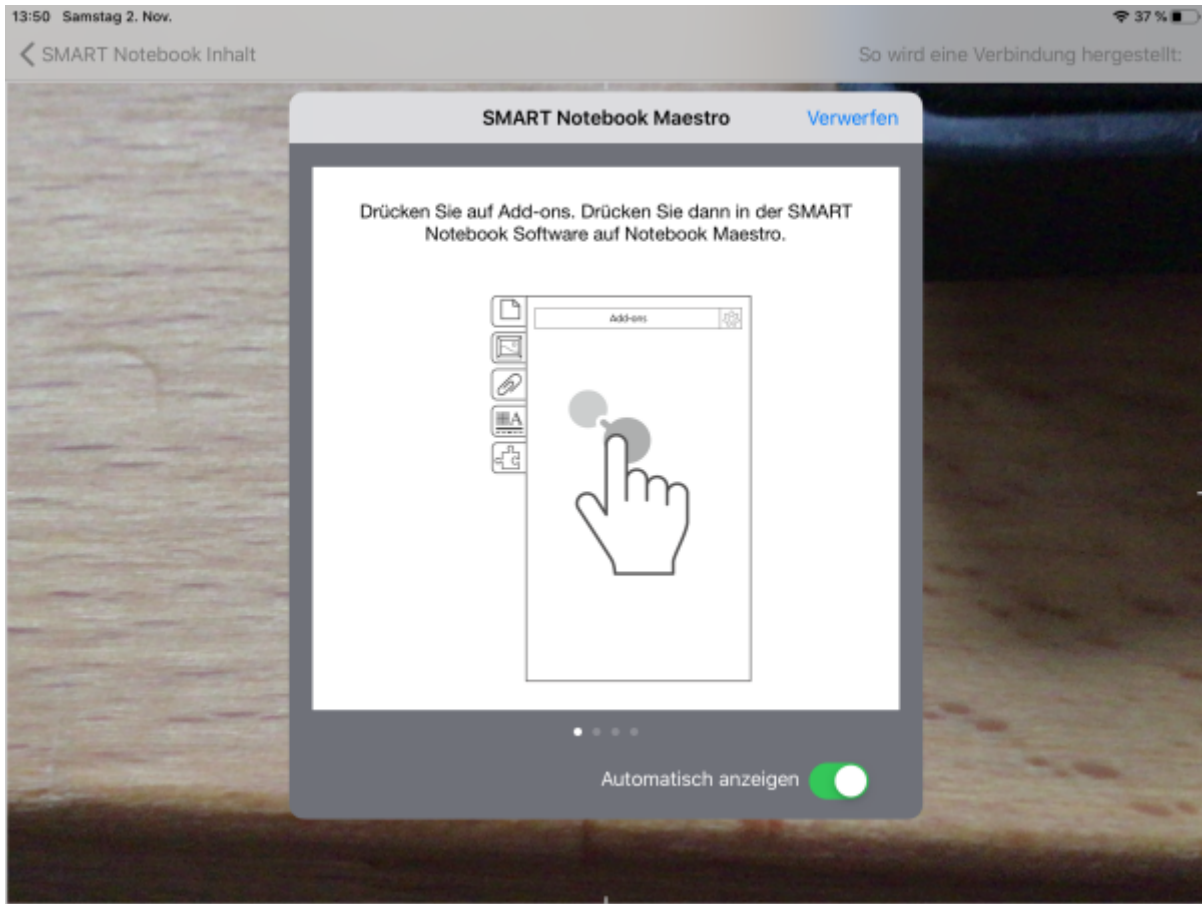 13:50 Samstag 2. Nov.
37 %
SMART Notebook Inhalt
So wird eine Verbindung hergestellt:
SMART Notebook Maestro
Verwerfen
Drücken Sie auf Add-ons. Drücken Sie dann in der SMART
Notebook Software auf Notebook Maestro.
Add-ons
A
Automatisch anzeigen